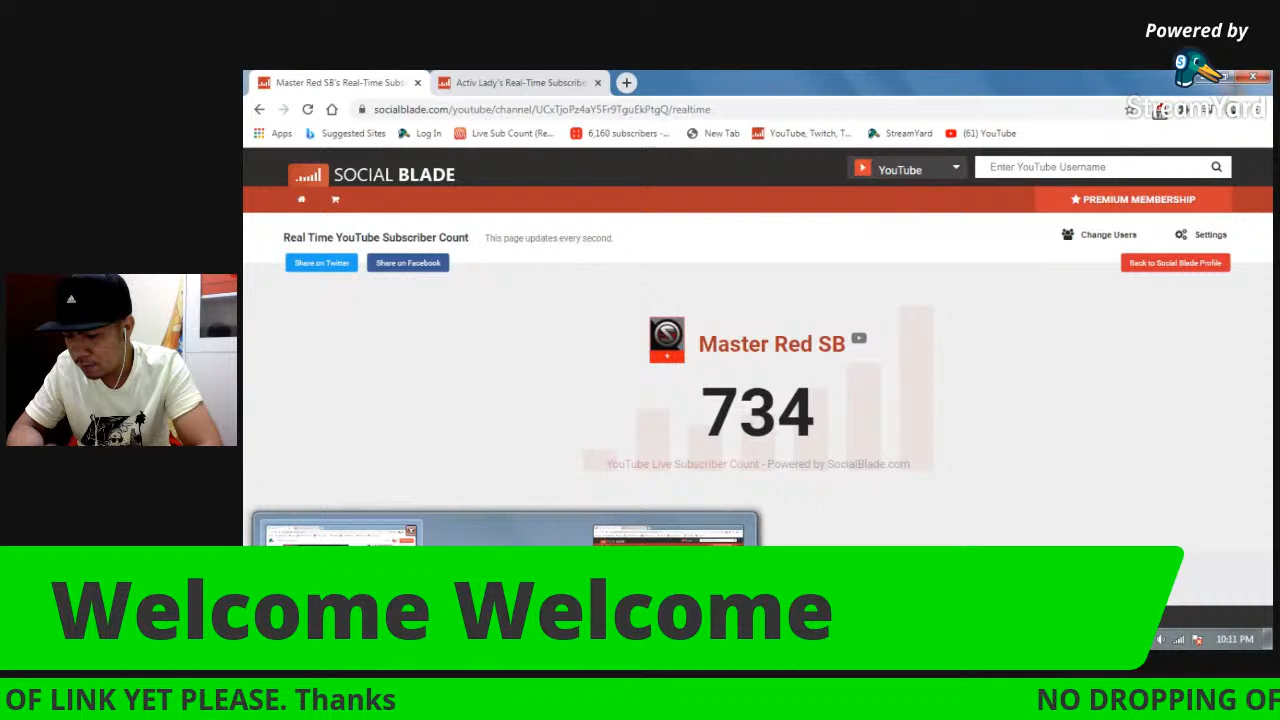 Powered by
StreamYard
Master Red SB's Real-Time Subs
Activ Lady's Real-Time Subscribe
socialblade.com/youtube/channel/UCxTjoPz4aY5Fr9TguEkPtgQ/realtime
Apps Suggested Sites Log In Live Sub Count (Re... 6,160 subscribers -... New Tab YouTube, Twitch, T... StreamYard (61) YouTube
SOCIAL BLADE
YouTube
Enter YouTube Username
PREMIUM MEMBERSHIP
Real Time YouTube Subscriber Count This page updates every second.
Change Users Settings
Share on Twitter Share on Facebook
Back to Social Blade Profile
Master Red SB
734
YouTube Live Subscriber Count - Powered by SocialBlade.com
Welcome Welcome
10:11 PM
OF LINK YET PLEASE. Thanks NO DROPPING OF